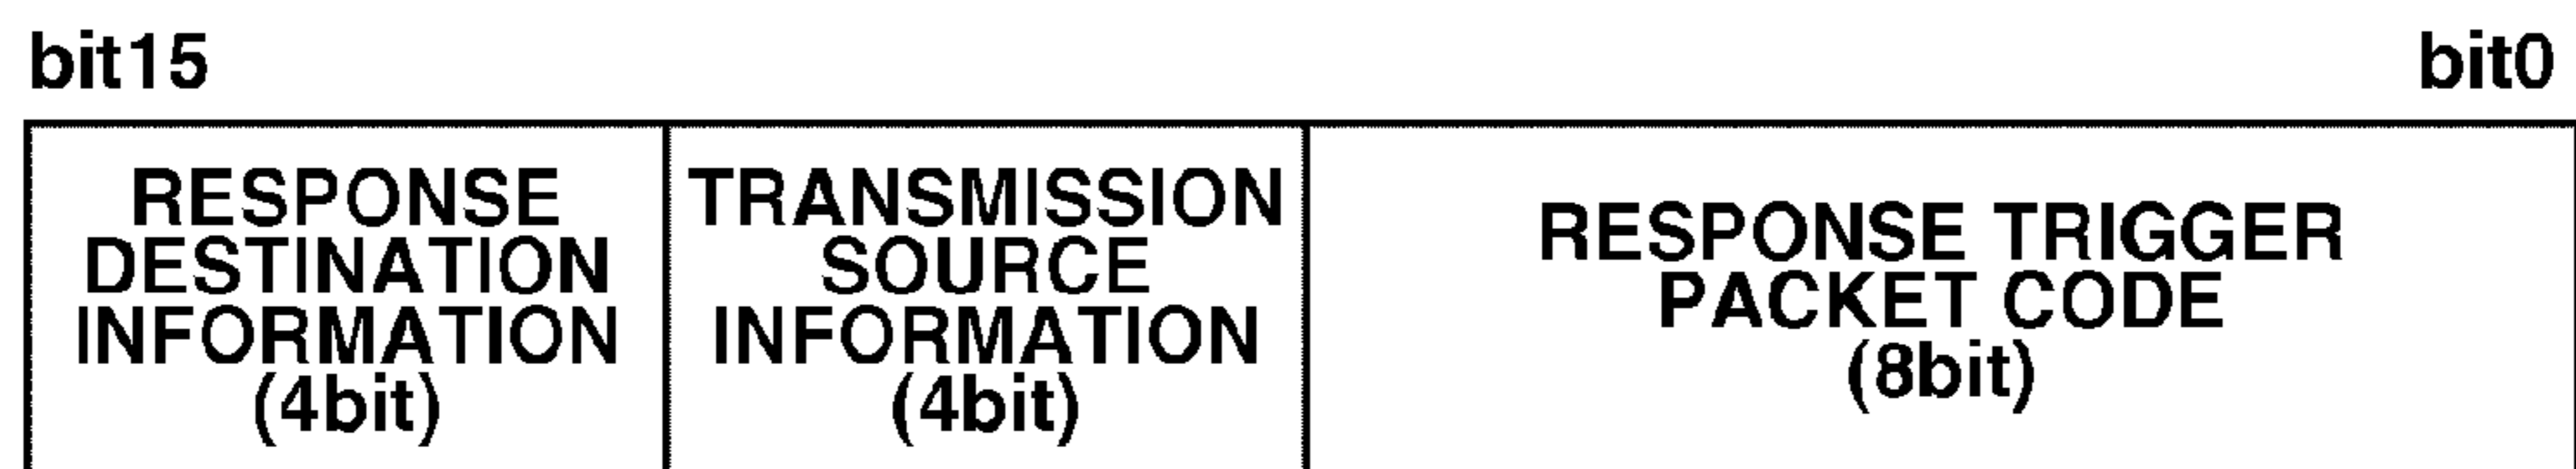 bit15 bit0
RESPONSE
DESTINATION
INFORMATION
(4bit)
TRANSMISSION
SOURCE
INFORMATION
(4bit)
RESPONSE TRIGGER
PACKET CODE
(8bit)